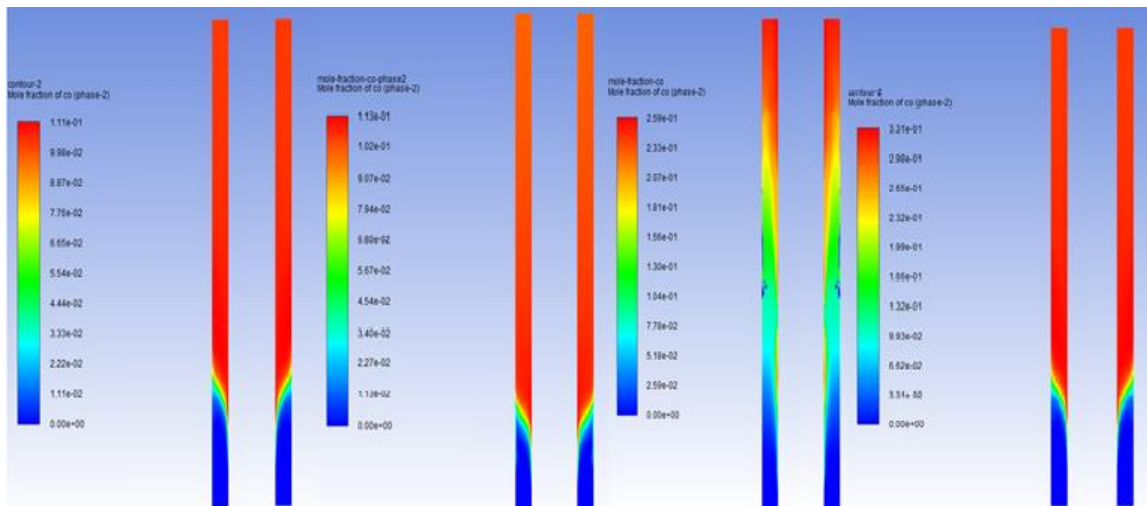 contour-2
Mole fraction of co (phase-2)
1.11e-01
9.98e-02
8.87e-02
7.76e-02
6.65e-02
5.54e-02
4.44e-02
3.33e-02
2.22e-02
1.11e-02
0.00e+00
mole-fraction-co-phase2
Mole fraction of co (phase-2)
1.13e-01
1.02e-01
9.07e-02
7.94e-02
6.80e-02
5.67e-02
4.54e-02
3.40e-02
2.27e-02
1.13e-02
0.00e+00
mole-fraction-co
Mole fraction of co (phase-2)
2.59e-01
2.33e-01
2.07e-01
1.81e-01
1.56e-01
1.30e-01
1.04e-01
7.78e-02
5.18e-02
2.59e-02
0.00e+00
Mole fraction of co (phase-2)
3.31e-01
2.98e-01
2.65e-01
2.32e-01
1.99e-01
1.66e-01
1.32e-01
9.93e-02
6.62e-02
0.00e+00